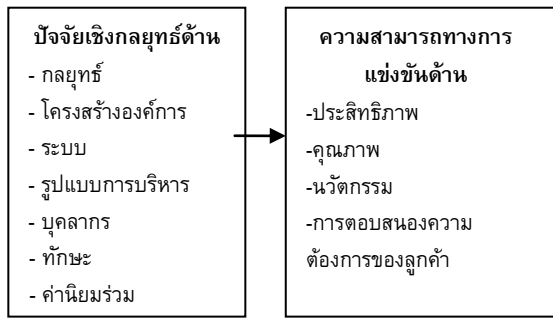 ปัจจัยเชิงกลยุทธ์ด้าน
- กลยุทธ์
- โครงสร้างองค์การ
- ระบบ
- รูปแบบการบริหาร
- บุคลากร
- ทักษะ
- ค่านิยมร่วม
ความสามารถทางการ
แข่งขันด้าน
-ประสิทธิภาพ
-คุณภาพ
-นวัตกรรม
-การตอบสนองความ
ต้องการของลูกค้า